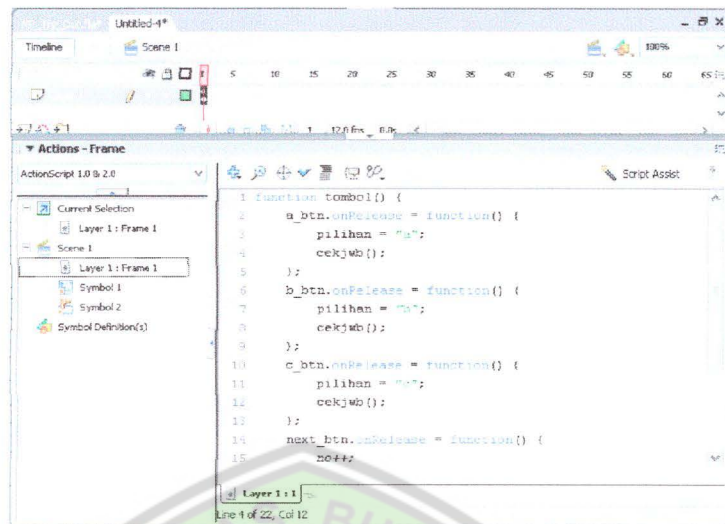 Untitled-4*
Timeline Scene 1 100%
1 5 10 15 20 25 30 35 40 45 50 55 60 65
1 12.0 fps 0.0s
Actions - Frame
ActionScript 1.0 & 2.0 Script Assist
Current Selection
Layer 1 : Frame 1
Scene 1
Layer 1 : Frame 1
Symbol 1
Symbol 2
Symbol Definition(s)
1 function tombol() {
2 a_btn.onRelease = function() {
3 pilihan = "a";
4 cekjwb();
5 };
6 b_btn.onRelease = function() {
7 pilihan = 
8 cekjwb();
9 };
10 c_btn.onRelease = function() {
11 pilihan = "c";
12 cekjwb();
13 };
14 next_btn.onRelease = function() {
15 no++;
Layer 1 : 1
Line 4 of 22, Col 12